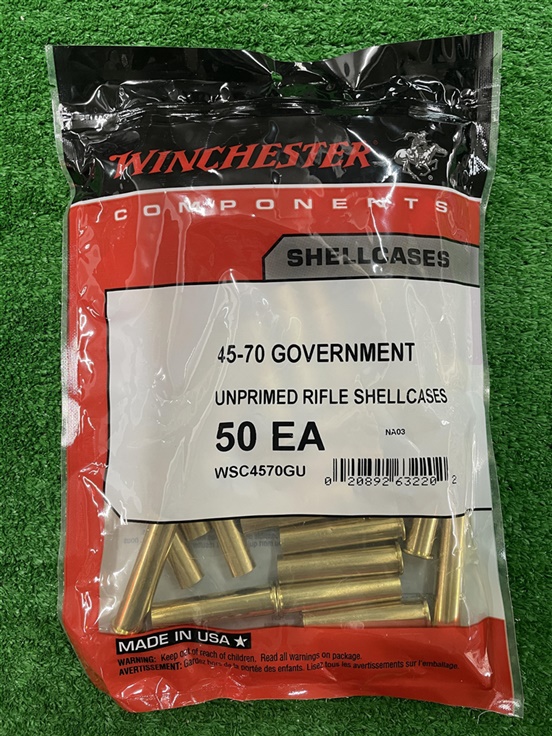 WINCHESTER
COMPONENTS
SHELLCASES
45-70 GOVERNMENT
UNPRIMED RIFLE SHELLCASES
50 EA
NA03
WSC4570GU
0 20892 63220 2
MADE IN USA★
WARNING: Keep out of reach of children. Read all warnings on package.
AVERTISSEMENT: Gardez hors de la portée des enfants. Lisez tous les avertissements sur l'emballage.